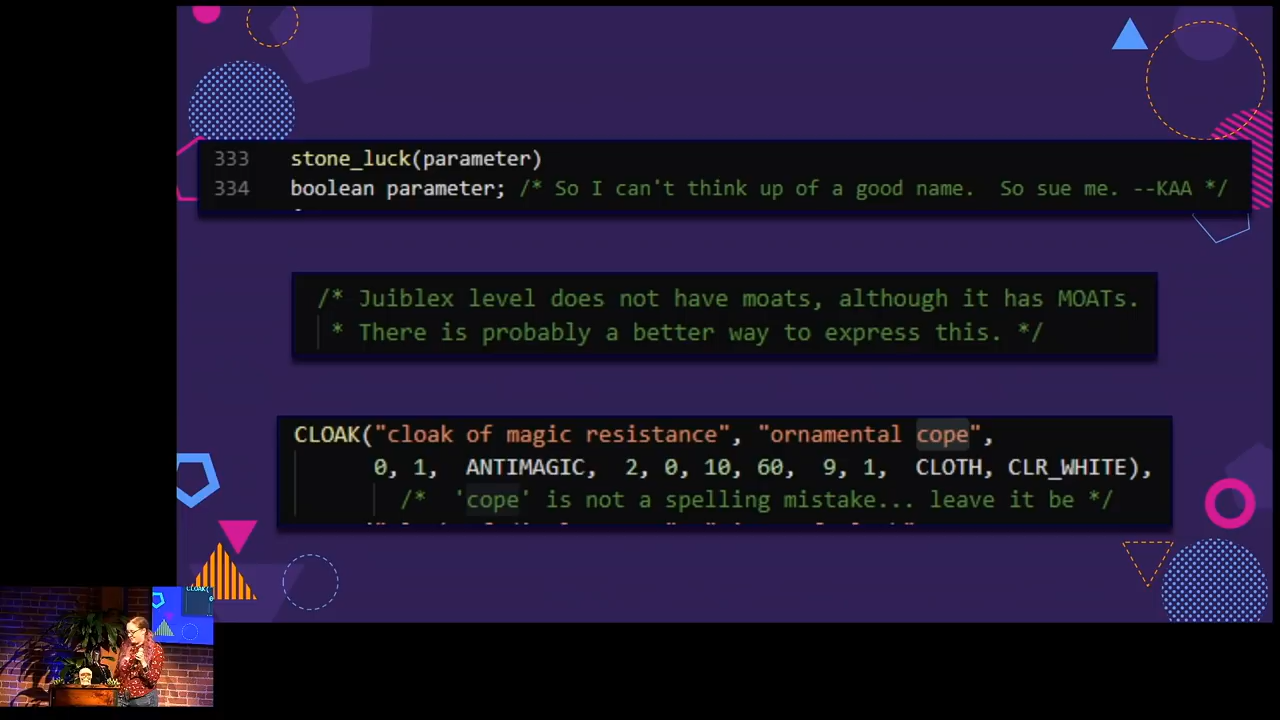 333 stone_luck(parameter)
334 boolean parameter; /* So I can't think up of a good name. So sue me. --KAA */
/* Juiblex level does not have moats, although it has MOATs.
* There is probably a better way to express this. */
CLOAK("cloak of magic resistance", "ornamental cope",
0, 1, ANTIMAGIC, 2, 0, 10, 60, 9, 1, CLOTH, CLR_WHITE),
/* 'cope' is not a spelling mistake... leave it be */
CLOAK(